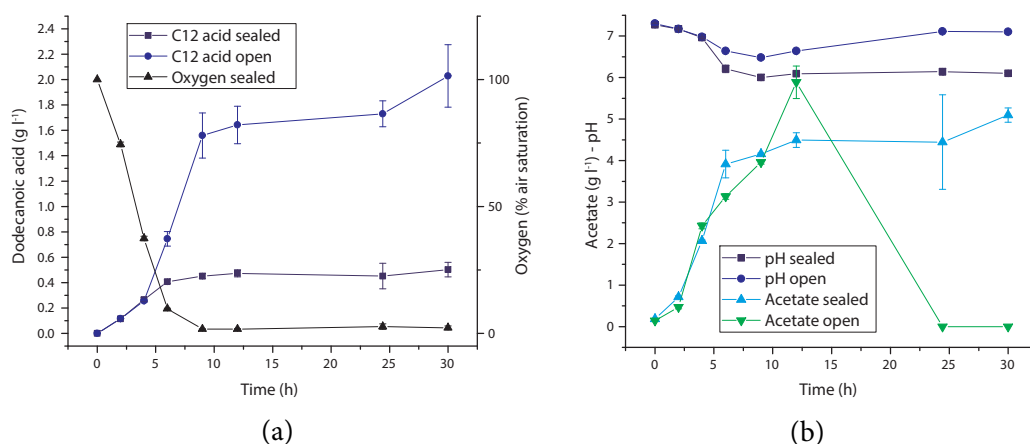 C12 acid sealed
C12 acid open
Oxygen sealed
Dodecanoic acid (g l⁻¹)
2.4
2.2
2.0
1.8
1.6
1.4
1.2
1.0
0.8
0.6
0.4
0.2
0.0
100
50
0
Oxygen (% air saturation)
0 5 10 15 20 25 30
Time (h)
(a)
Acetate (g l⁻¹) - pH
7
6
5
4
3
2
1
0
pH sealed
pH open
Acetate sealed
Acetate open
0 5 10 15 20 25 30
Time (h)
(b)